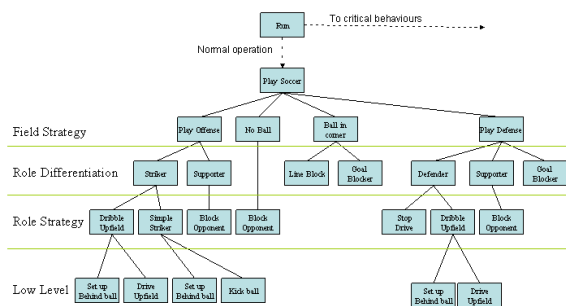 Run
To critical behaviours
Normal operation
Play Soccer
Field Strategy
Play Offense
No Ball
Ball in
corner
Play Defense
Role Differentiation
Striker
Supporter
Line Block
Goal
Blocker
Defender
Supporter
Goal
Blocker
Role Strategy
Dribble
Upfield
Simple
Striker
Block
Opponent
Block
Opponent
Stop
Drive
Dribble
Upfield
Block
Opponent
Low Level
Set up
Behind ball
Drive
Upfield
Set up
Behind ball
Kick ball
Set up
Behind ball
Drive
Upfield